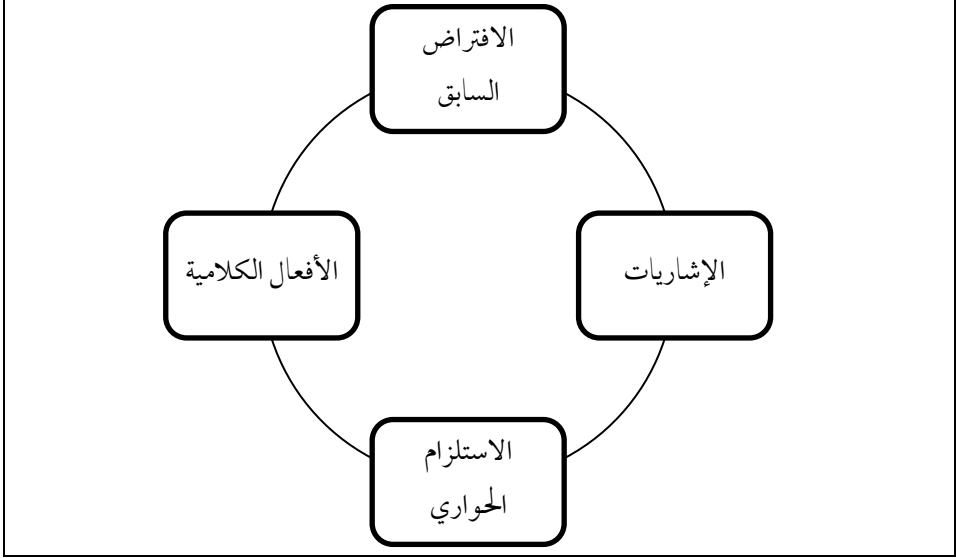 الافتراض
السابق
الإشاريات
الأفعال الكلامية
الاستلزام
الحواري